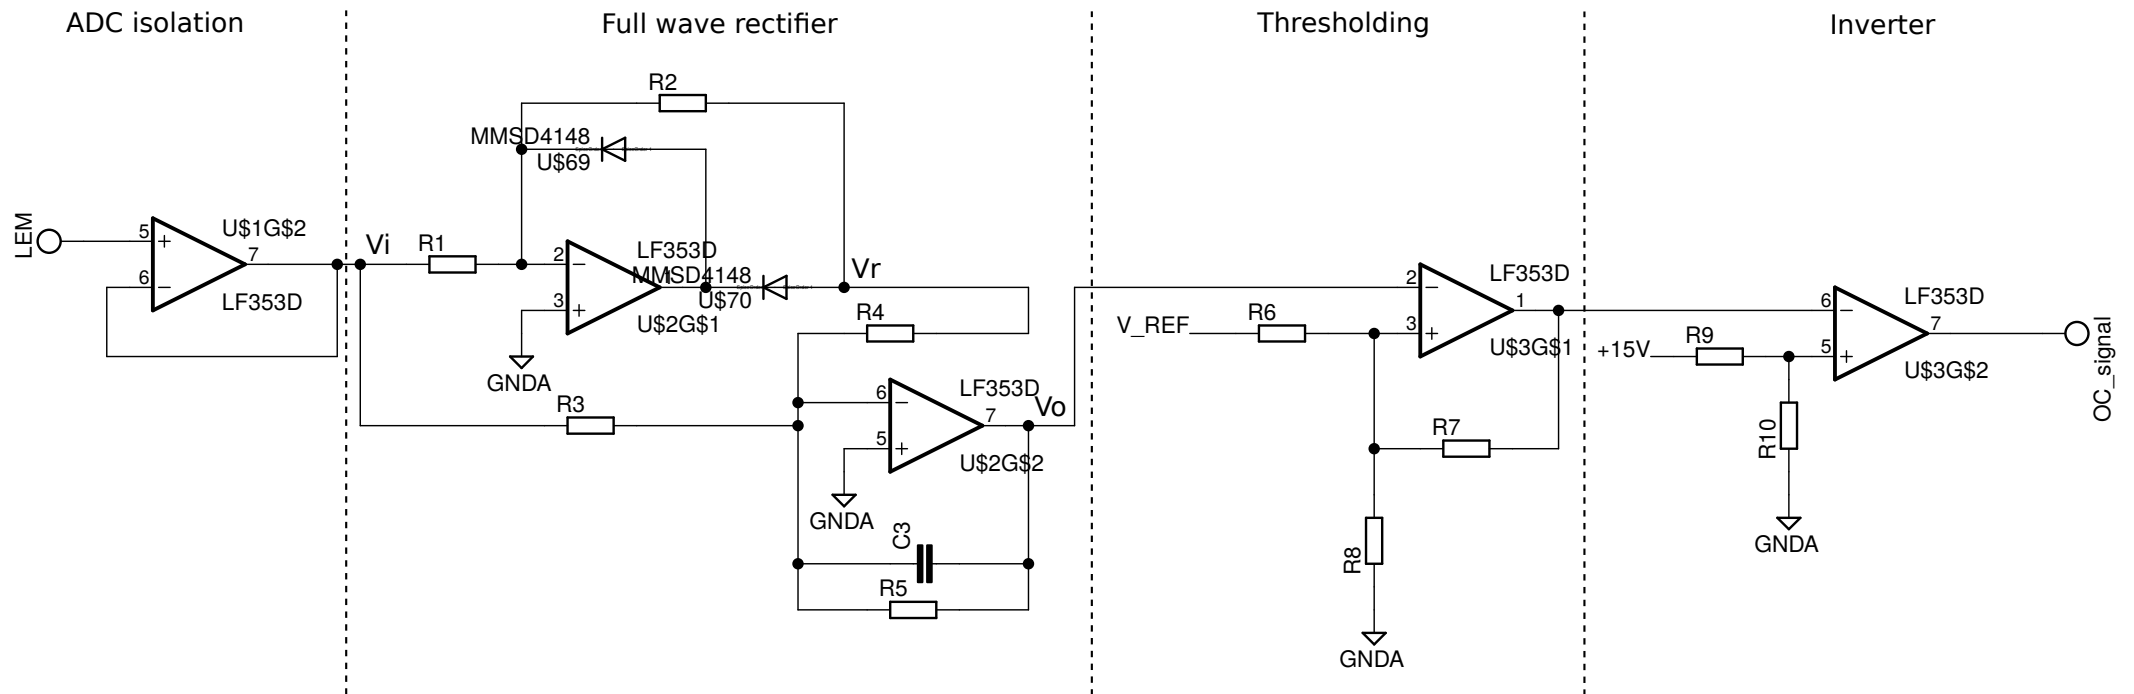 ADC isolation
Full wave rectifier
Thresholding
Inverter
LEM
5
6
7
U$1G$2
LF353D
Vi
R1
R2
MMSD4148
U$69
2
3
LF353D
MMSD4148
U$70
U$2G$1
GNDA
Vr
R4
R3
6
5
7
LF353D
Vo
U$2G$2
GNDA
C3
R5
V_REF
R6
2
3
1
LF353D
U$3G$1
R7
R8
GNDA
+15V
R9
6
5
7
LF353D
U$3G$2
R10
GNDA
OC_signal